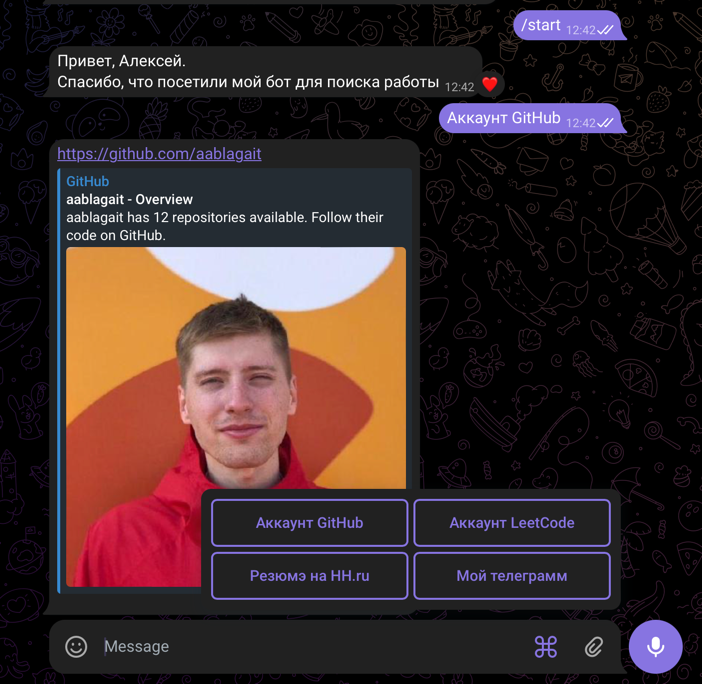 /start 12:42
Привет, Алексей.
Спасибо, что посетили мой бот для поиска работы 12:42
Аккаунт GitHub 12:42
https://github.com/aablagait
GitHub
aablagait - Overview
aablagait has 12 repositories available. Follow their
code on GitHub.
Аккаунт GitHub
Аккаунт LeetCode
Резюмэ на HH.ru
Мой телеграмм
Message